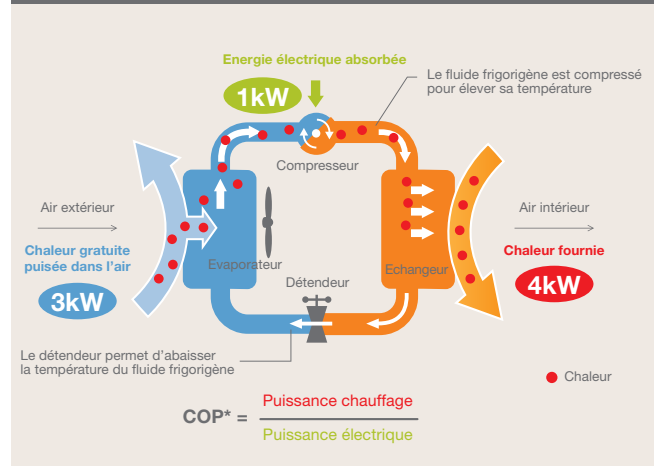 Energie électrique absorbée
1kW
Le fluide frigorigène est compressé
pour élever sa température
Compresseur
Air extérieur
Chaleur gratuite
puisée dans l'air
3kW
Evaporateur
Détendeur
Echangeur
Air intérieur
Chaleur fournie
4kW
Le détendeur permet d'abaisser
la température du fluide frigorigène
Chaleur
COP* =
Puissance chauffage
Puissance électrique